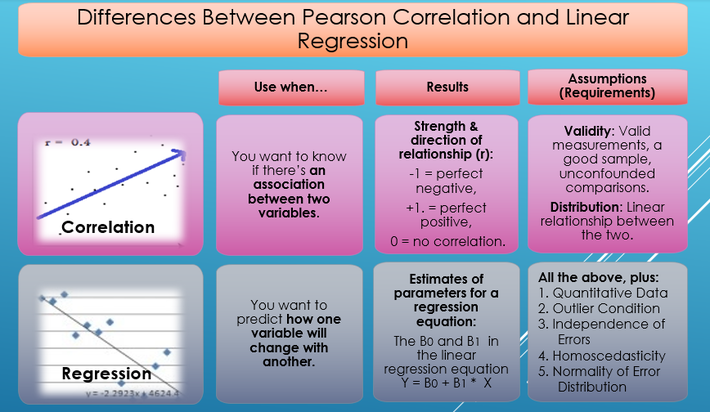 Differences Between Pearson Correlation and Linear
Regression
Use when…
Results
Assumptions
(Requirements)
r = 0.4
Correlation
You want to know
if there's an
association
between two
variables.
Strength &
direction of
relationship (r):
-1 = perfect
negative,
+1. = perfect
positive,
0 = no correlation.
Validity: Valid
measurements, a
good sample,
unconfounded
comparisons.
Distribution: Linear
relationship between
the two.
Regression
y = -2.2923x + 4624.4
You want to
predict how one
variable will
change with
another.
Estimates of
parameters for a
regression
equation:
The B0 and B1 in
the linear
regression equation
Y = B0 + B1 * X
All the above, plus:
1. Quantitative Data
2. Outlier Condition
3. Independence of
Errors
4. Homoscedasticity
5. Normality of Error
Distribution